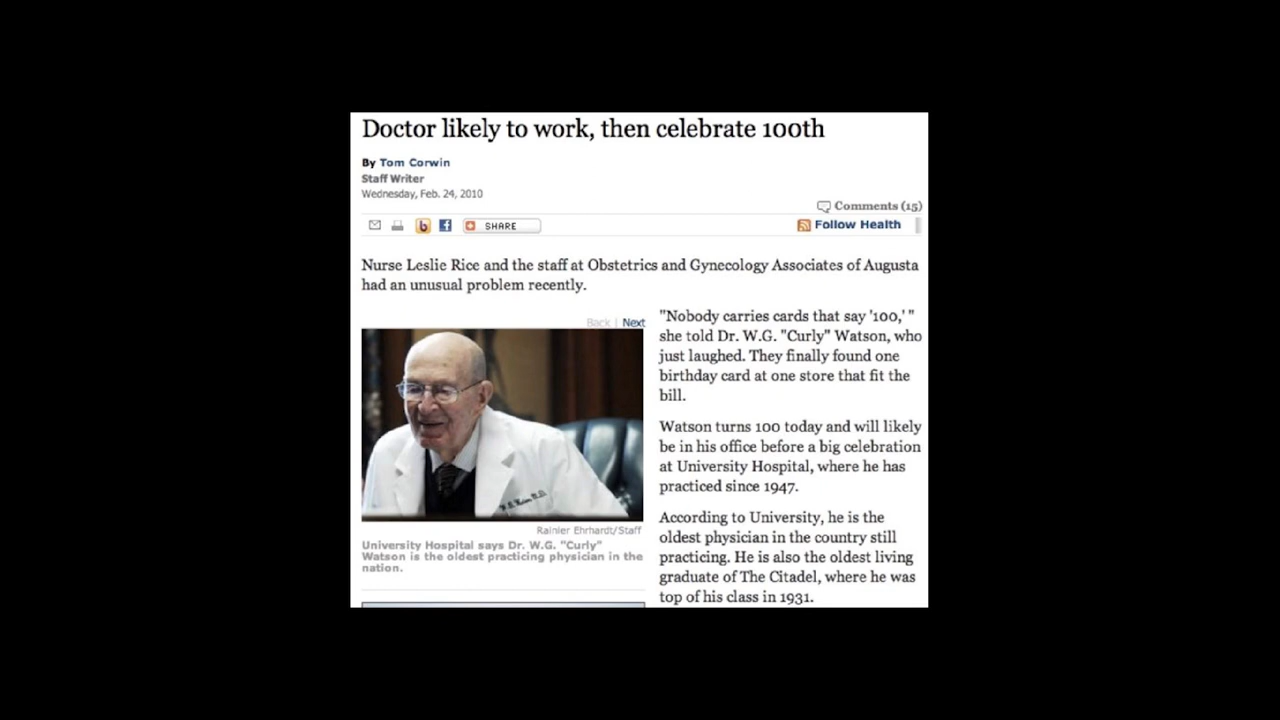 Doctor likely to work, then celebrate 100th
By Tom Corwin
Staff Writer
Wednesday, Feb. 24, 2010
Comments (15)
SHARE
Follow Health
Nurse Leslie Rice and the staff at Obstetrics and Gynecology Associates of Augusta
had an unusual problem recently.
Back | Next
Rainier Ehrhardt/Staff
University Hospital says Dr. W.G. "Curly"
Watson is the oldest practicing physician in the
nation.
"Nobody carries cards that say '100,' "
she told Dr. W.G. "Curly" Watson, who
just laughed. They finally found one
birthday card at one store that fit the
bill.
Watson turns 100 today and will likely
be in his office before a big celebration
at University Hospital, where he has
practiced since 1947.
According to University, he is the
oldest physician in the country still
practicing. He is also the oldest living
graduate of The Citadel, where he was
top of his class in 1931.